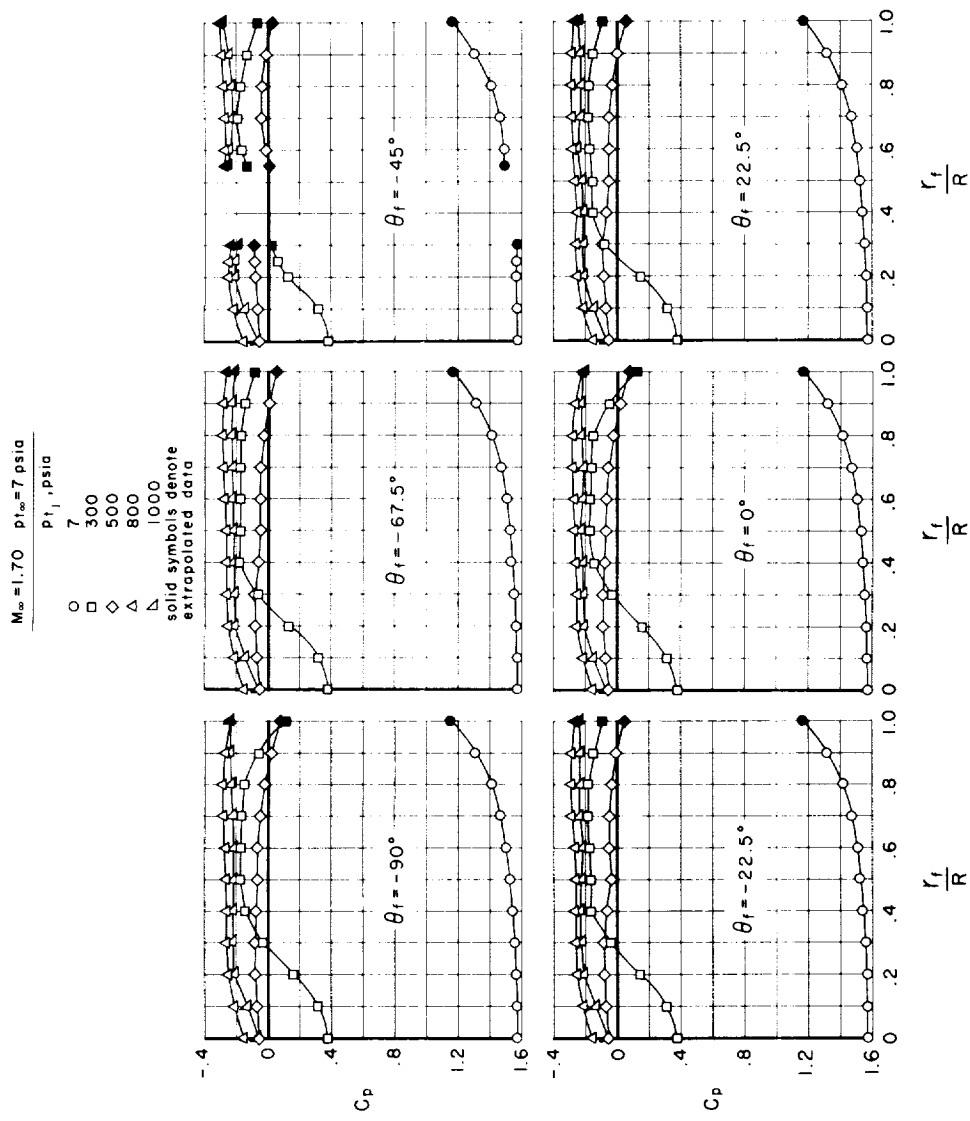 M∞=1.70 pt∞=7 psia
ptj, psia
○ 7
□ 300
◇ 500
△ 800
◺ 1000
solid symbols denote
extrapolated data
-.4
0
.4
.8
1.2
1.6
Cp
θf=-90°
θf=-67.5°
θf=-45°
-.4
0
.4
.8
1.2
1.6
Cp
θf=-22.5°
θf=0°
θf=22.5°
0 .2 .4 .6 .8 1.0
0 .2 .4 .6 .8 1.0
0 .2 .4 .6 .8 1.0
rf/R
rf/R
rf/R